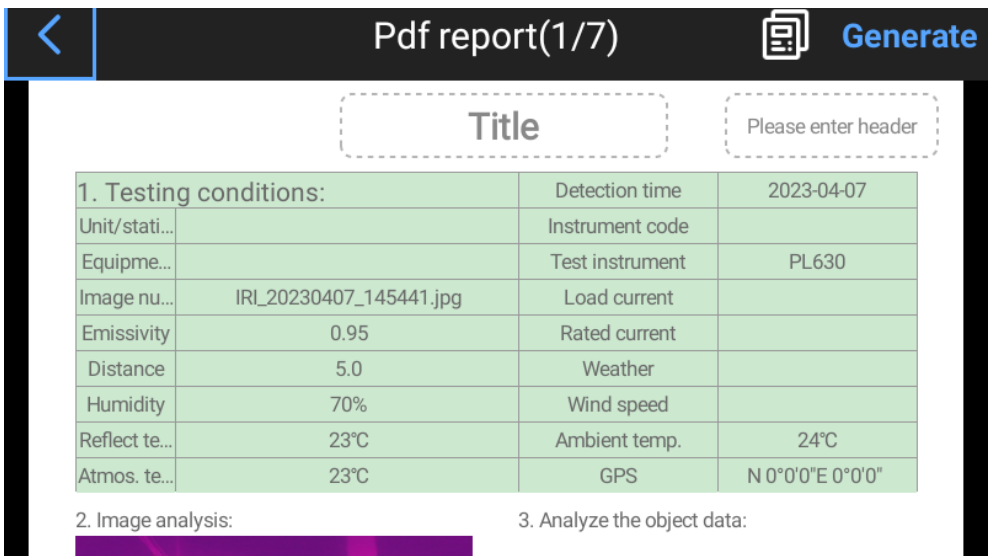 Pdf report(1/7)
Generate
Title
Please enter header
1. Testing conditions: Detection time 2023-04-07
Unit/stati... Instrument code
Equipme... Test instrument PL630
Image nu... IRI_20230407_145441.jpg Load current
Emissivity 0.95 Rated current
Distance 5.0 Weather
Humidity 70% Wind speed
Reflect te... 23℃ Ambient temp. 24℃
Atmos. te... 23℃ GPS N 0°0'0"E 0°0'0"
2. Image analysis: 3. Analyze the object data: